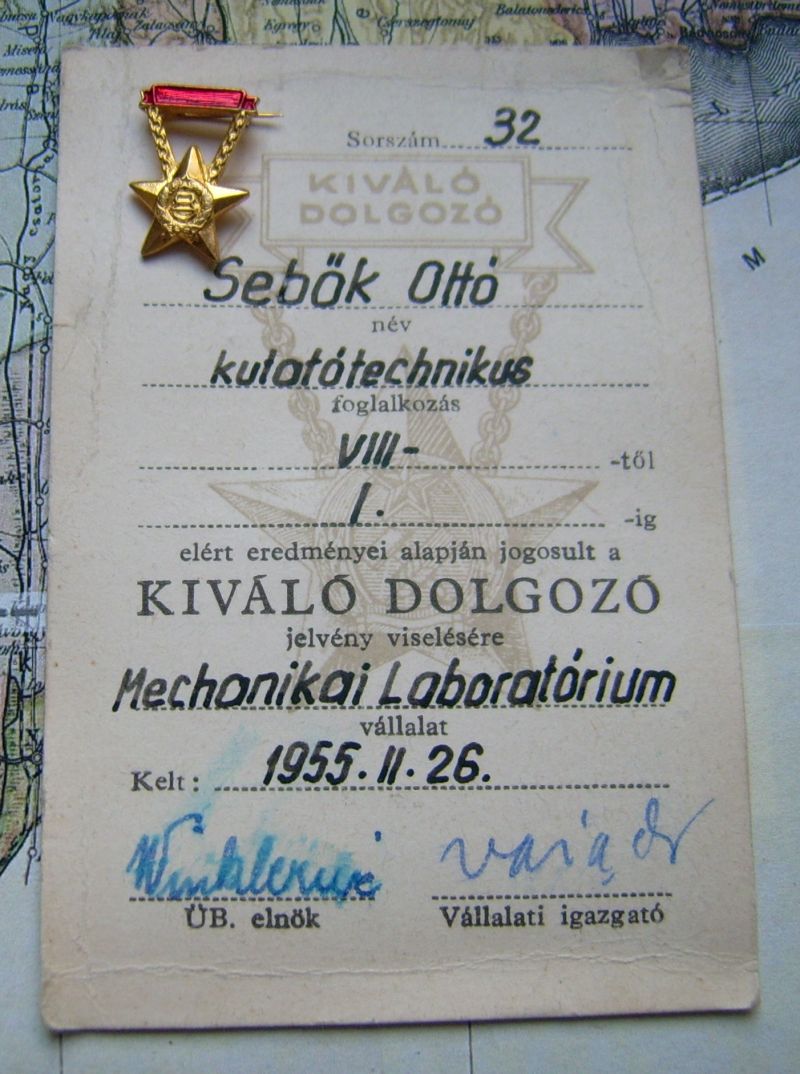 Sorszám 32
KIVÁLÓ
DOLGOZÓ
Sebők Ottó
név
kutatótechnikus
foglalkozás
VIII- -től
I. -ig
elért eredményei alapján jogosult a
KIVÁLÓ DOLGOZÓ
jelvény viselésére
Mechanikai Laboratórium
vállalat
Kelt: 1955. II. 26.
ÜB. elnök Vállalati igazgató
M